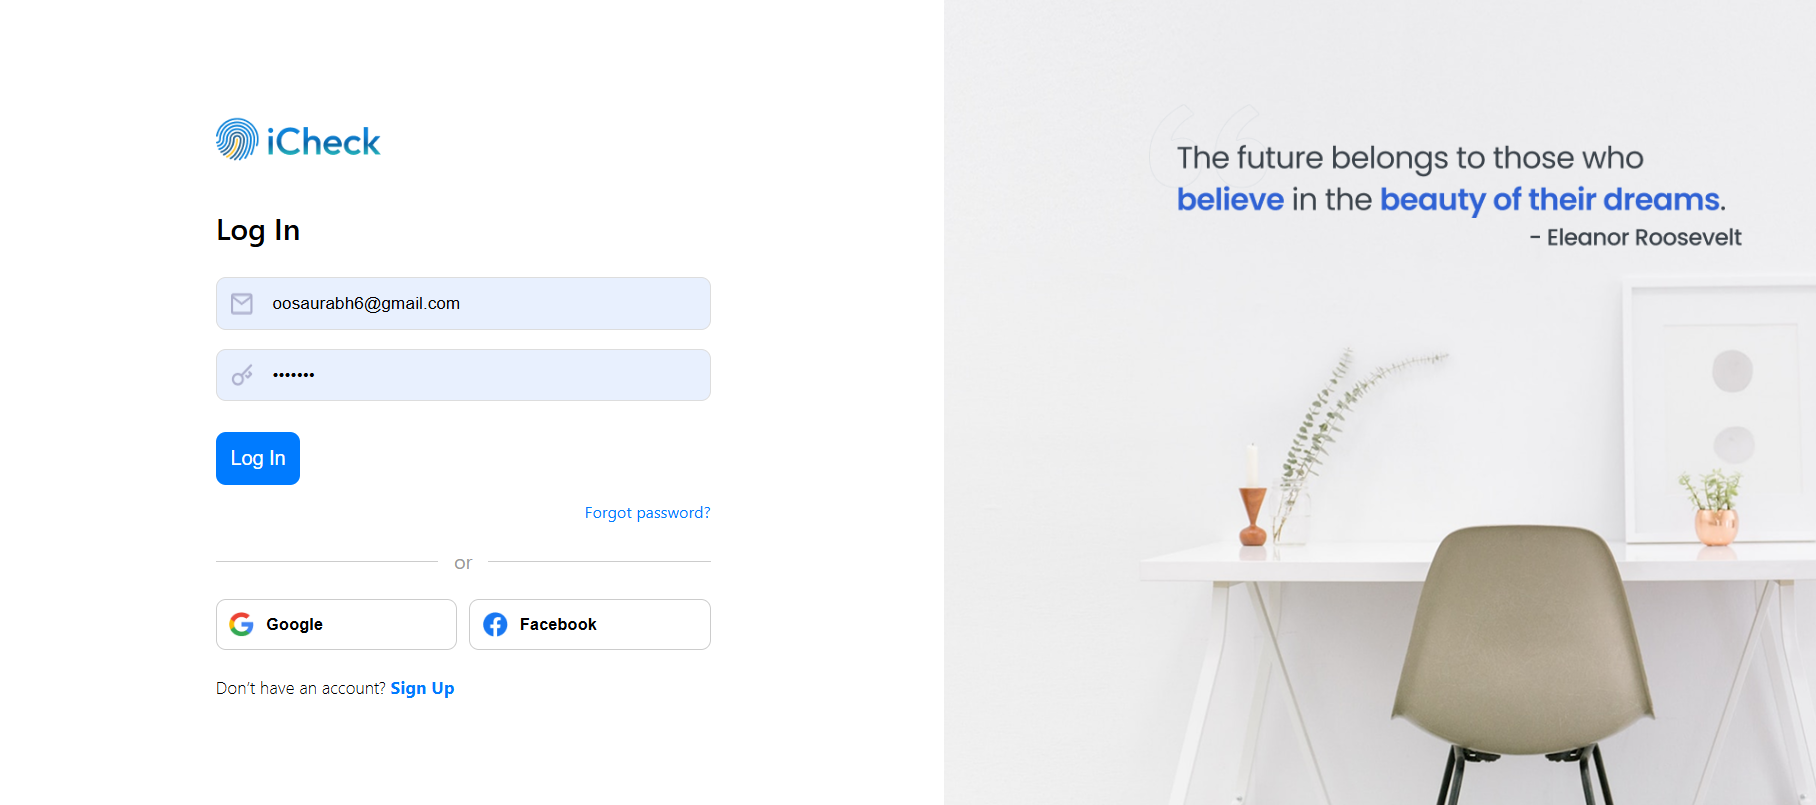 iCheck
Log In
oosaurabh6@gmail.com
•••••••
Log In
Forgot password?
or
Google
Facebook
Don’t have an account? Sign Up
“
The future belongs to those who
believe in the beauty of their dreams.
- Eleanor Roosevelt